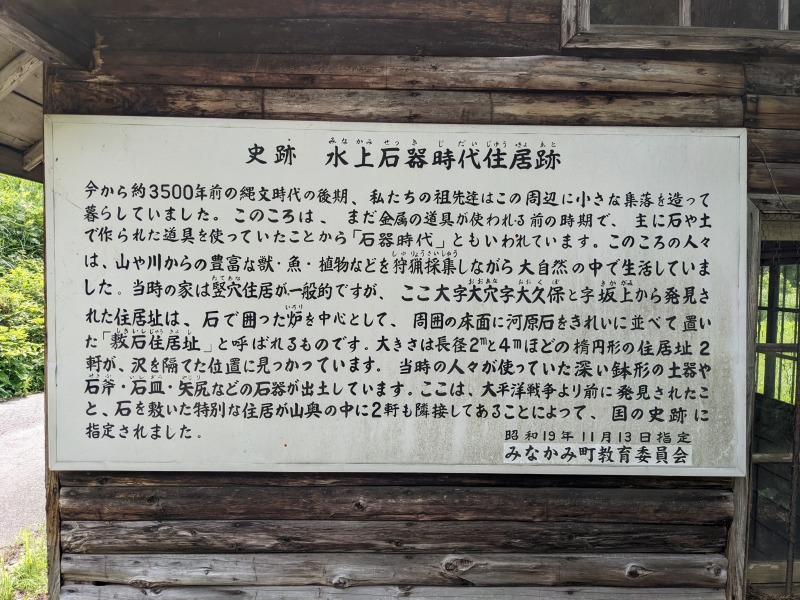 史跡 水上石器時代住居跡
今から約3500年前の縄文時代の後期、私たちの祖先達はこの周辺に小さな集落を造って
暮らしていました。このころは、まだ金属の道具が使われる前の時期で、主に石や土
で作られた道具を使っていたことから「石器時代」ともいわれています。このころの人々
は、山や川からの豊富な獣・魚・植物などを狩猟採集しながら大自然の中で生活していま
した。当時の家は竪穴住居が一般的ですが、ここ大字大穴字大久保と字坂上から発見さ
れた住居址は、石で囲った炉を中心として、周囲の床面に河原石をきれいに並べて置い
た「敷石住居址」と呼ばれるものです。大きさは長径2mと4mほどの楕円形の住居址2
軒が、沢を隔てた位置に見っかっています。当時の人々が使っていた深い鉢形の土器や
石斧・石皿・矢尻などの石器が出土しています。ここは、大平洋戦争より前に発見されたこ
と、石を敷いた特別な住居が山奥の中に2軒も隣接してあることによって、国の史跡に
指定されました。
昭和19年11月13日指定
みなかみ町教育委員会